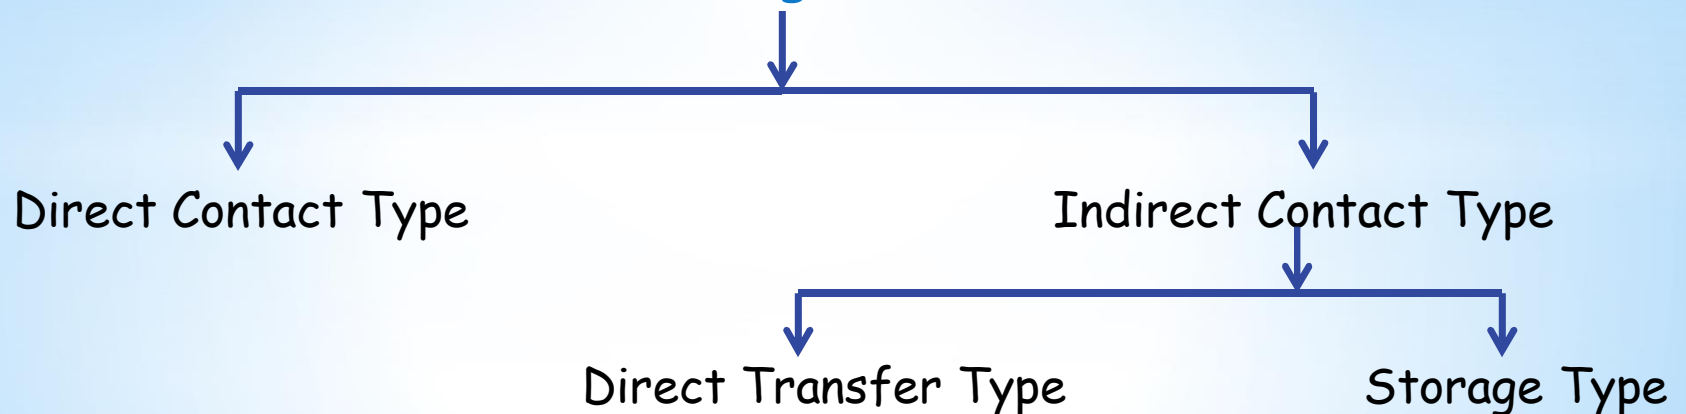 Direct Contact Type
Indirect Contact Type
Direct Transfer Type
Storage Type